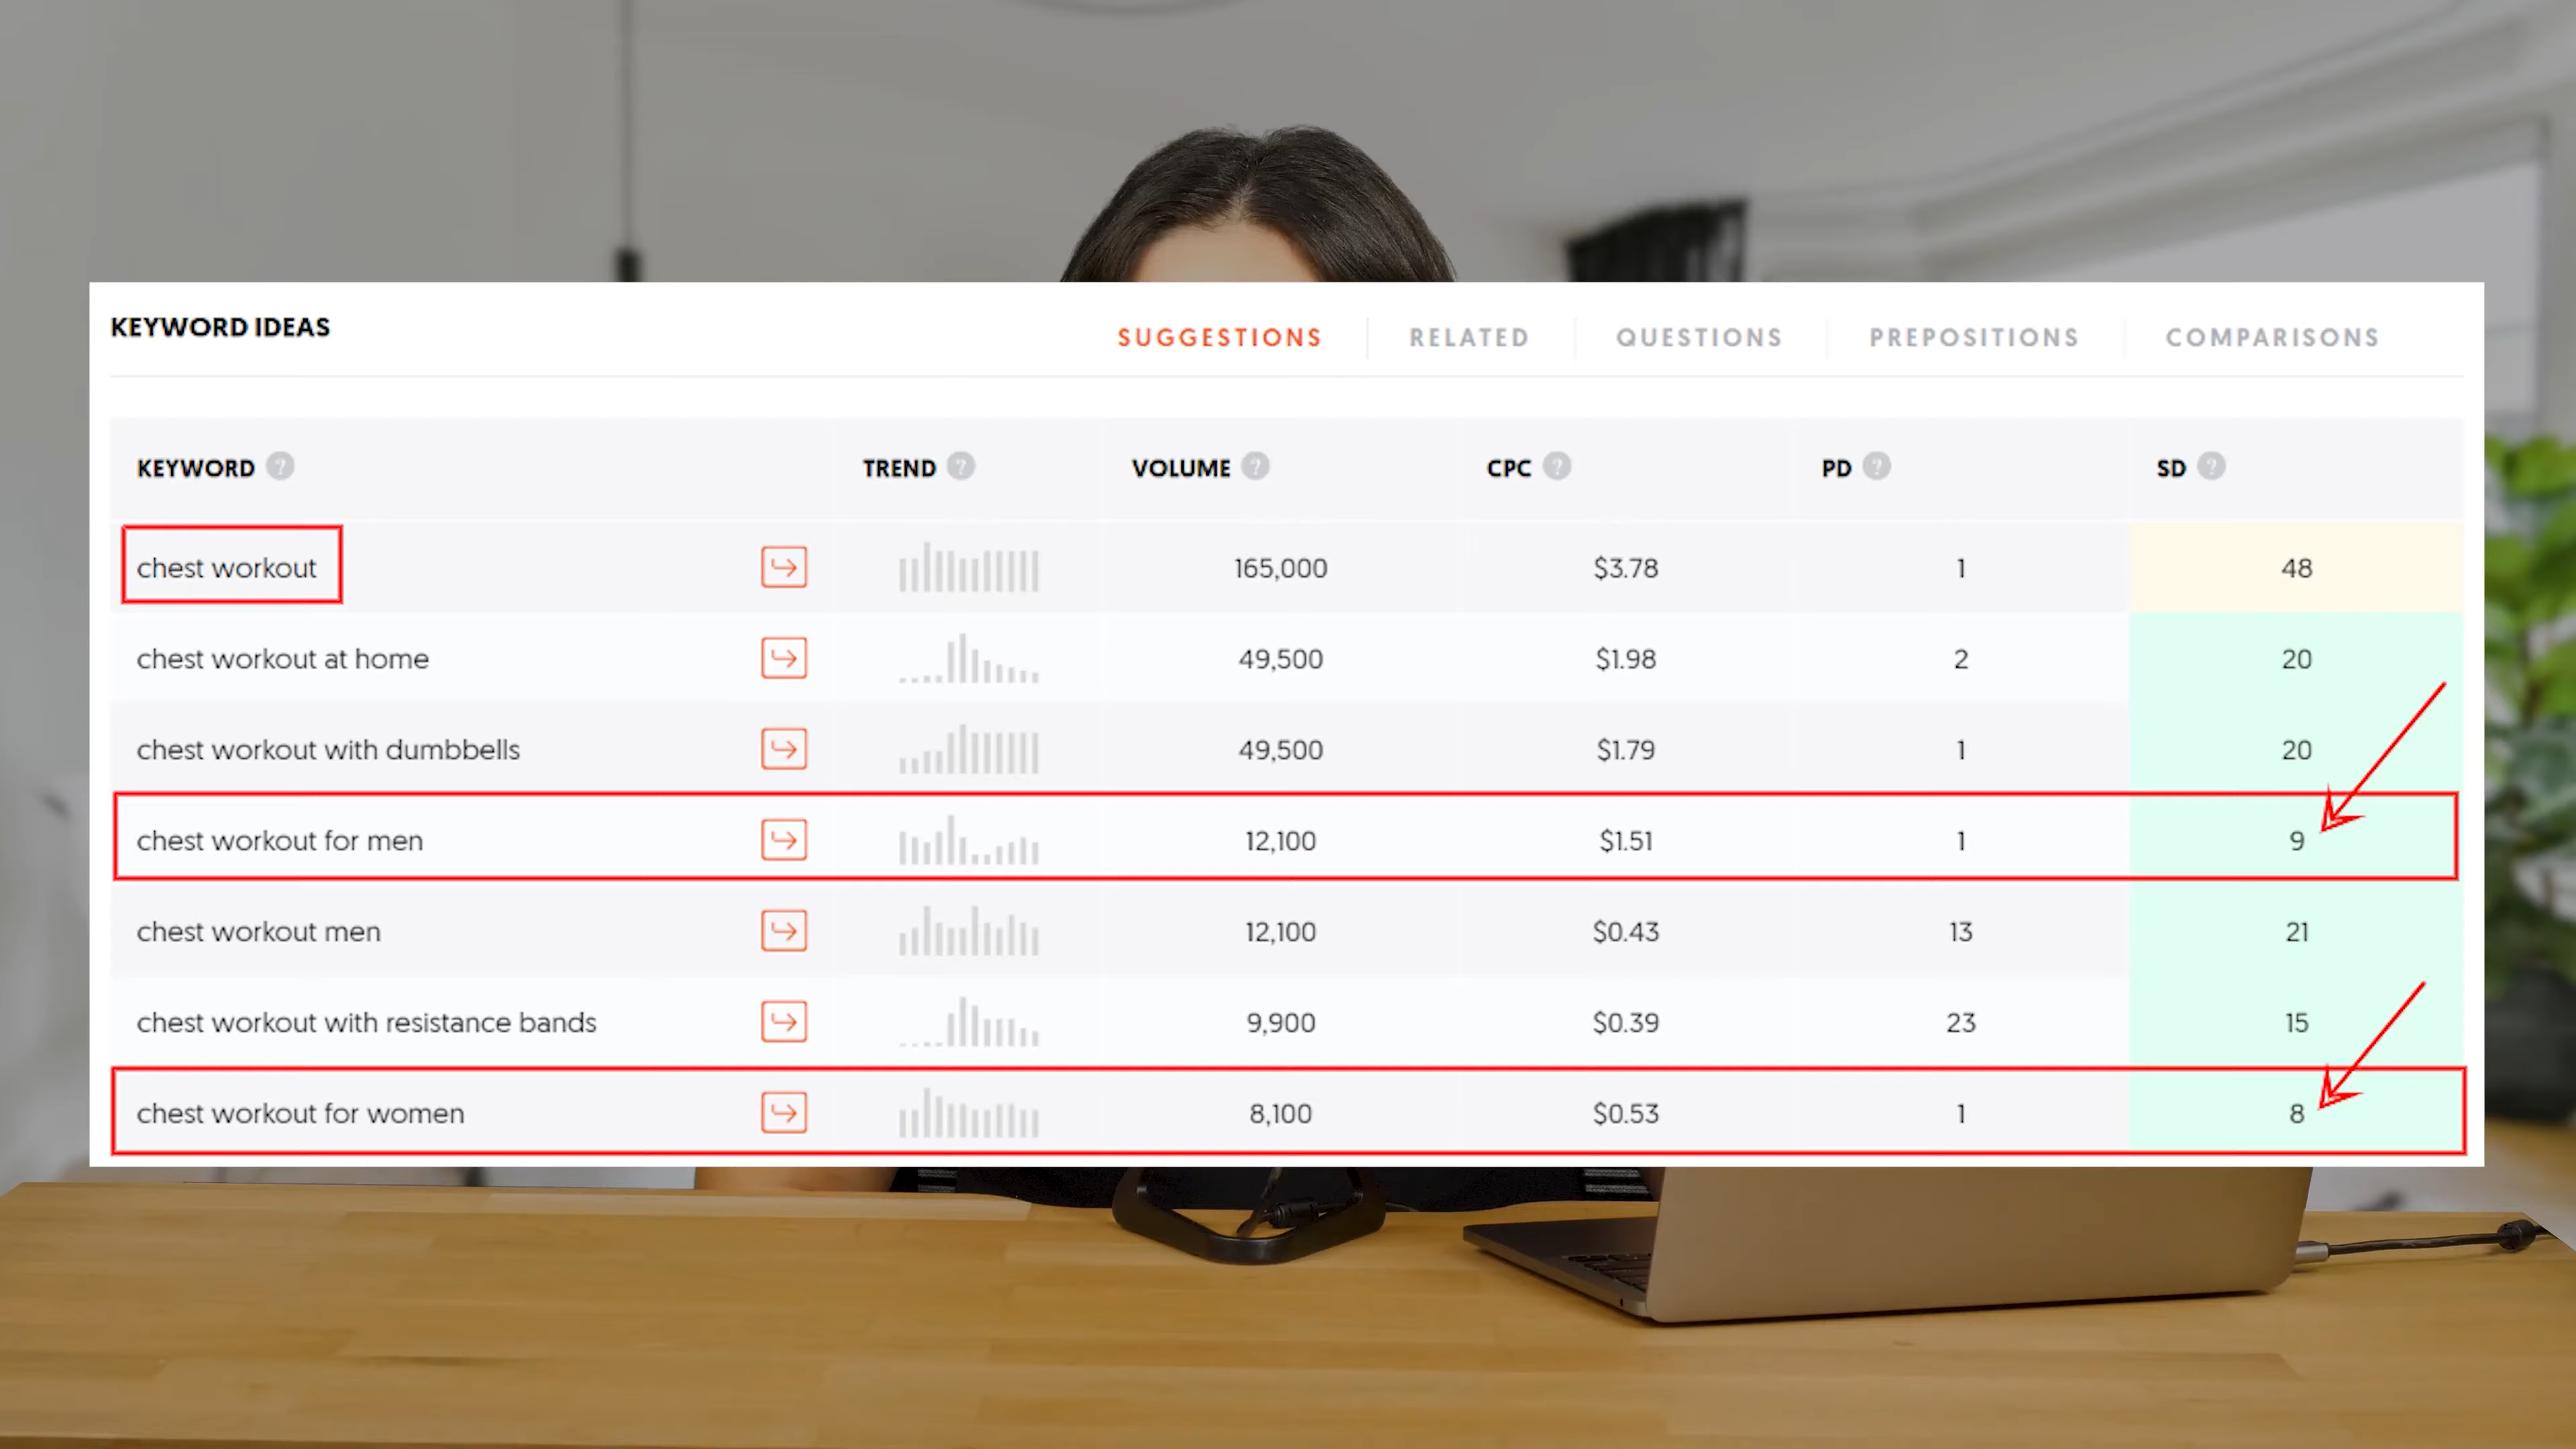 KEYWORD IDEAS
SUGGESTIONS RELATED QUESTIONS PREPOSITIONS COMPARISONS
KEYWORD ? TREND ? VOLUME ? CPC ? PD ? SD ?
chest workout 165,000 $3.78 1 48
chest workout at home 49,500 $1.98 2 20
chest workout with dumbbells 49,500 $1.79 1 20
chest workout for men 12,100 $1.51 1 9
chest workout men 12,100 $0.43 13 21
chest workout with resistance bands 9,900 $0.39 23 15
chest workout for women 8,100 $0.53 1 8